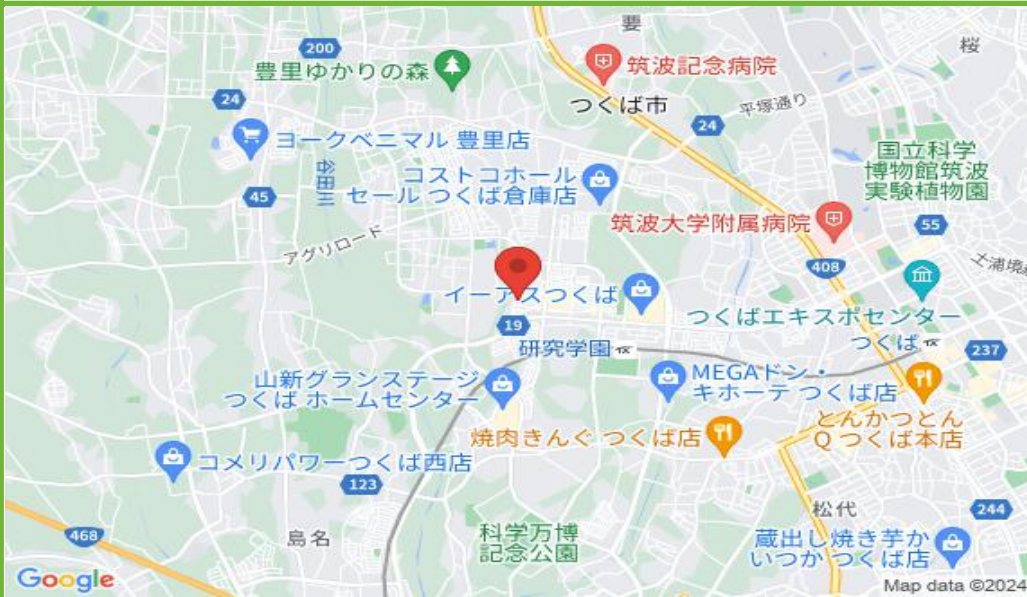 要
200
豊里ゆかりの森
筑波記念病院
桜
24
つくば市
平塚通り
24
ヨークベニマル 豊里店
谷田川
国立科学
博物館筑波
実験植物園
コストコホール
セール つくば倉庫店
45
筑波大学附属病院
55
アグリロード
408
土浦境線
イーアスつくば
つくばエキスポセンター
19
つくば
研究学園
237
山新グランステージ
つくば ホームセンター
MEGAドン・
キホーテ つくば店
焼肉きんぐ つくば店
とんかつとん
Q つくば本店
コメリパワーつくば西店
123
松代
244
468
島名
科学万博
記念公園
蔵出し焼き芋か
いつか つくば店
Google
Map data ©2024